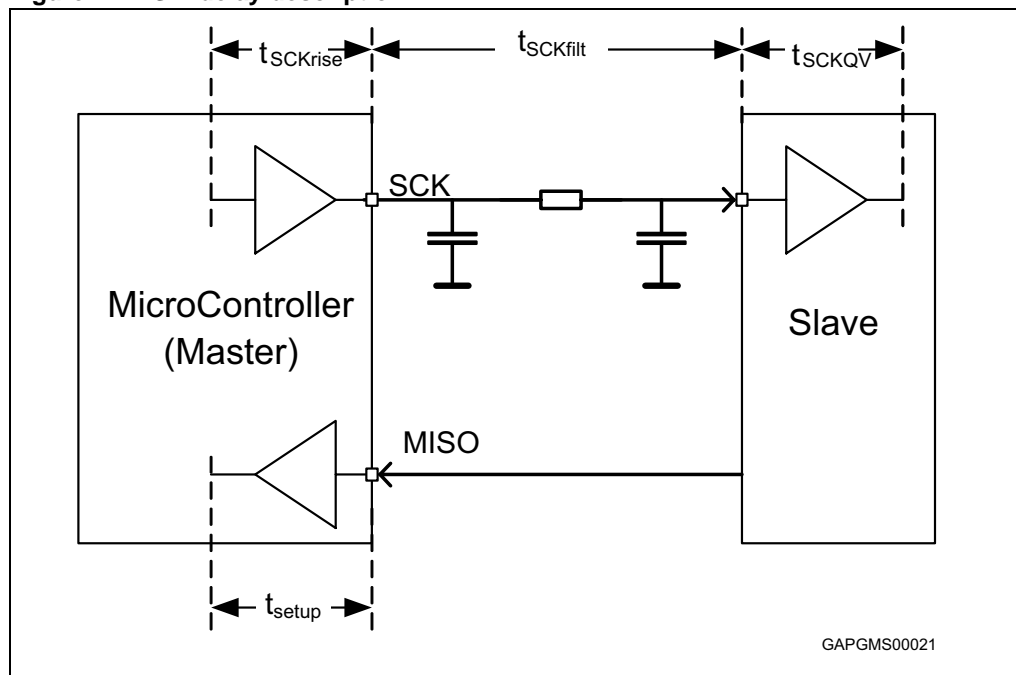 tSCKrise
tSCKfilt
tSCKQV
SCK
MicroController
(Master)
Slave
MISO
tsetup
GAPGMS00021